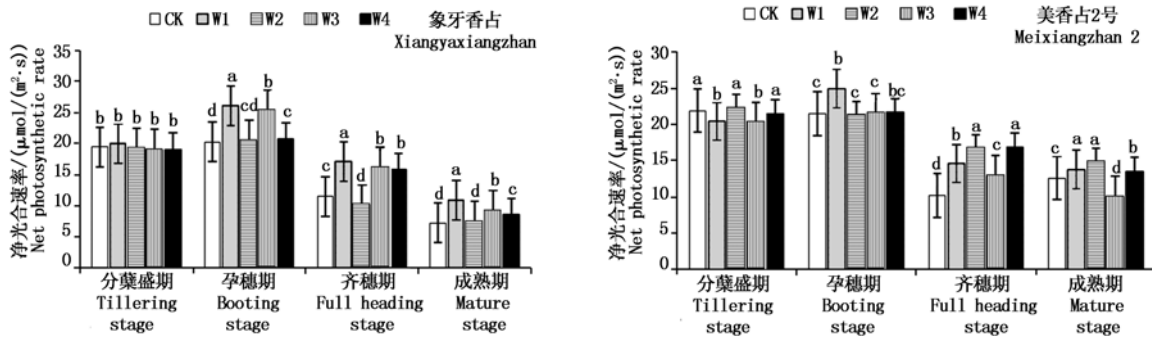 CK W1 W2 W3 W4
象牙香占
Xiangyaxiangzhan
净光合速率/(μmol/(m²·s))
Net photosynthetic rate
35
30
25
20
15
10
5
0
b b b b b
d a cd b c
c a d b b
d a d b c
分蘖盛期 孕穗期 齐穗期 成熟期
Tillering Booting Full heading Mature
stage stage stage stage
CK W1 W2 W3 W4
美香占2号
Meixiangzhan 2
净光合速率/(μmol/(m²·s))
Net photosynthetic rate
30
25
20
15
10
5
0
a b a b a
c b c c bc
d b a c a
c a a d b
分蘖盛期 孕穗期 齐穗期 成熟期
Tillering Booting Full heading Mature
stage stage stage stage